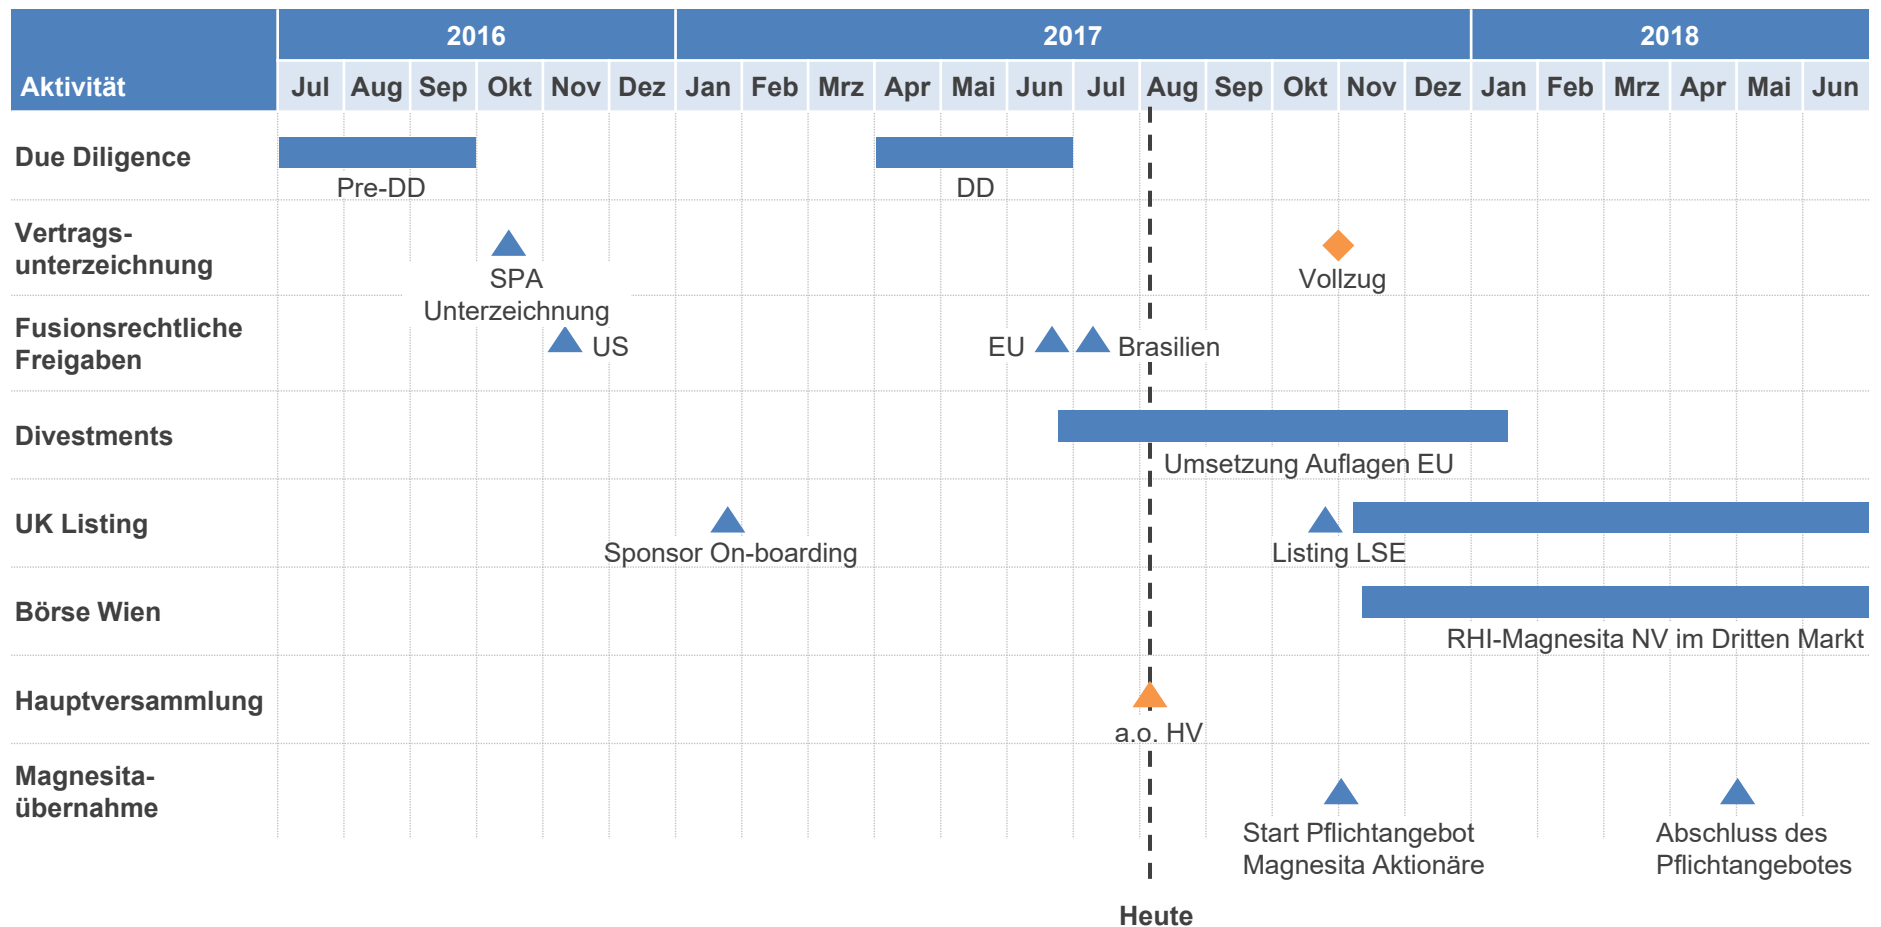 2016
2017
2018
Aktivität
Jul Aug Sep Okt Nov Dez Jan Feb Mrz Apr Mai Jun Jul Aug Sep Okt Nov Dez Jan Feb Mrz Apr Mai Jun
Due Diligence
Pre-DD
DD
Vertrags-
unterzeichnung
SPA
Unterzeichnung
Vollzug
Fusionsrechtliche
Freigaben
US
EU
Brasilien
Divestments
Umsetzung Auflagen EU
UK Listing
Sponsor On-boarding
Listing LSE
Börse Wien
RHI-Magnesita NV im Dritten Markt
Hauptversammlung
a.o. HV
Magnesita-
übernahme
Start Pflichtangebot
Magnesita Aktionäre
Abschluss des
Pflichtangebotes
Heute